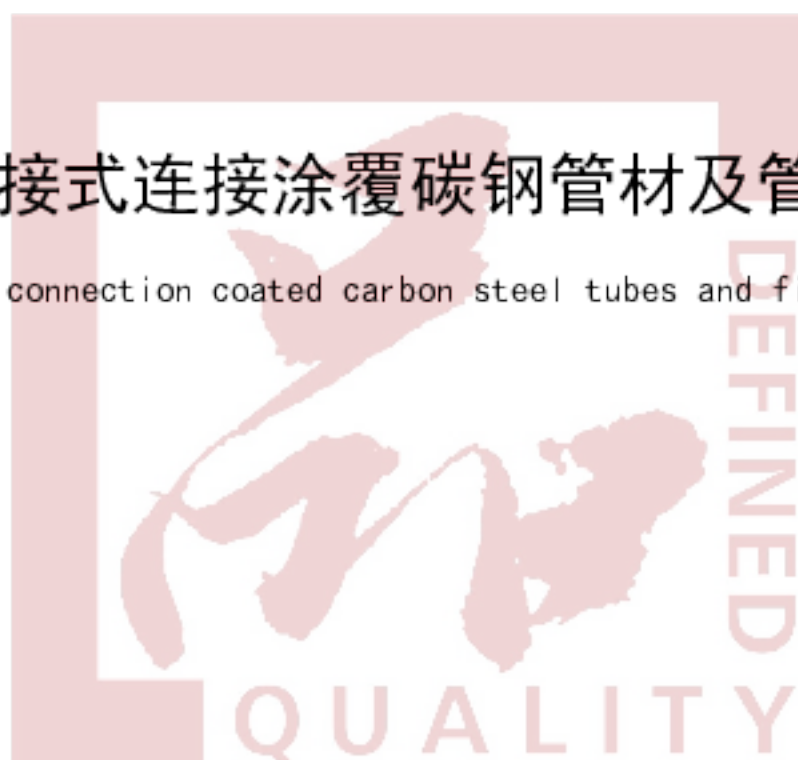 接式连接涂覆碳钢管材及管
connection coated carbon steel tubes and f
DEFINED
QUALITY